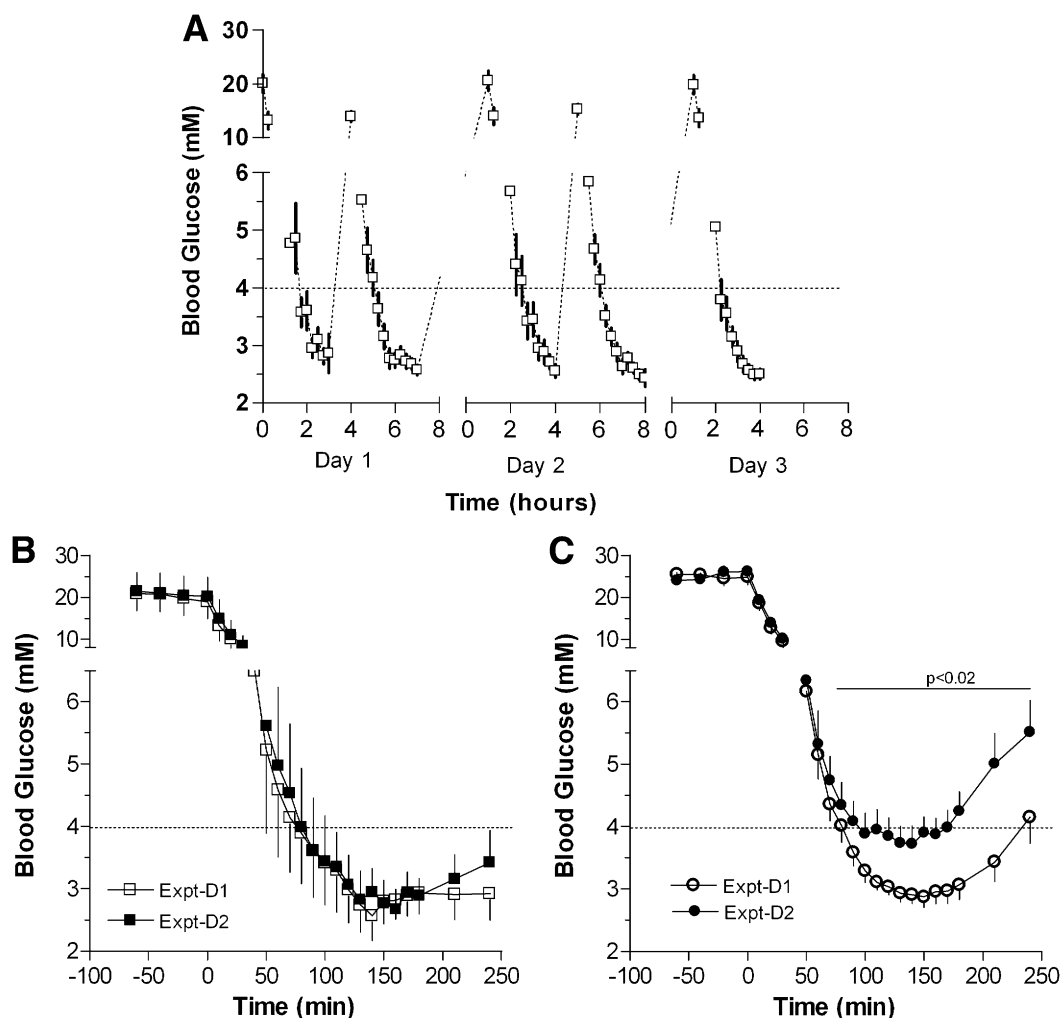 A
30
20
10
Blood Glucose (mM)
6
5
4
3
2
0 2 4 6 8 0 2 4 6 8 0 2 4 6 8
Day 1 Day 2 Day 3
Time (hours)
B
30
20
10
Blood Glucose (mM)
6
5
4
3
2
Expt-D1
Expt-D2
-100 -50 0 50 100 150 200 250
Time (min)
C
30
20
10
Blood Glucose (mM)
p<0.02
6
5
4
3
2
Expt-D1
Expt-D2
-100 -50 0 50 100 150 200 250
Time (min)